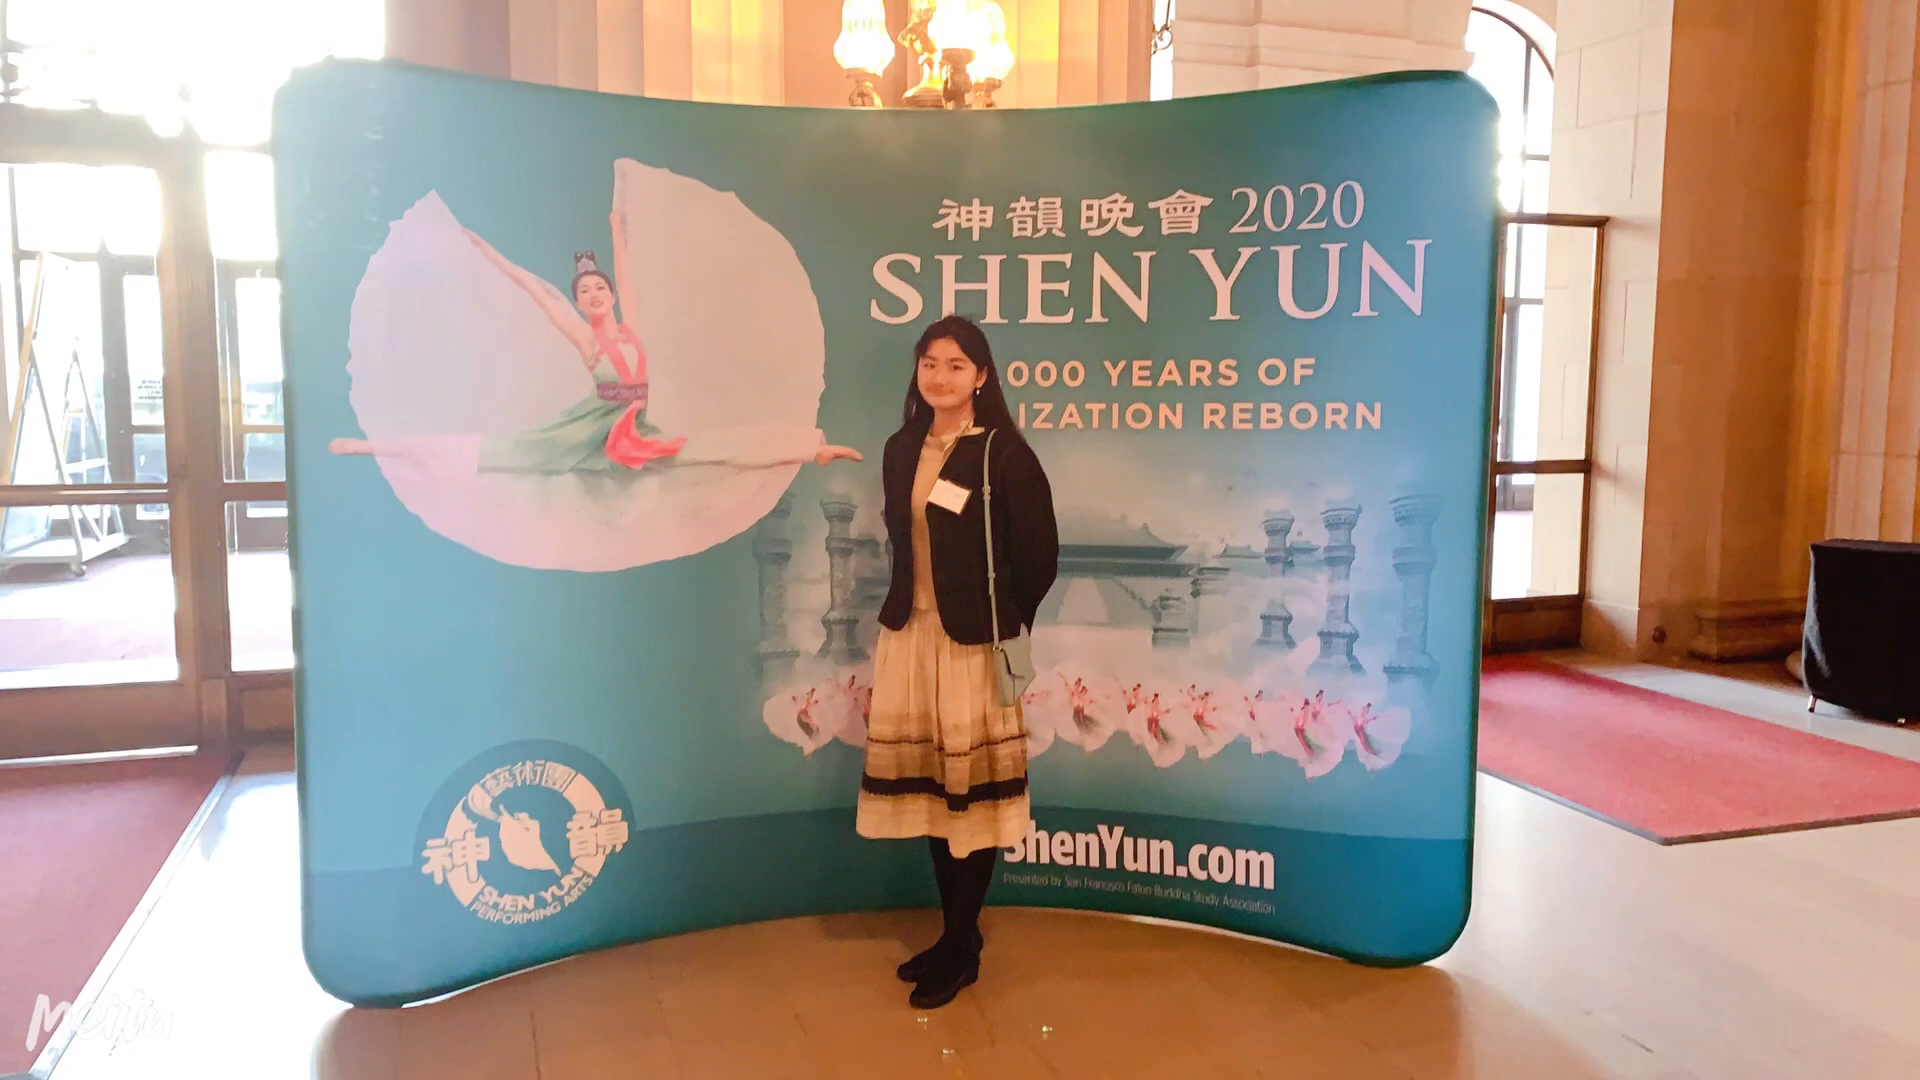 神韻晚會 2020
SHEN YUN
000 YEARS OF
IZATION REBORN
藝術團
神 韻
SHEN YUN
PERFORMING ARTS
ShenYun.com
Presented by San Francisco Falun Buddha Study Association
Meitu